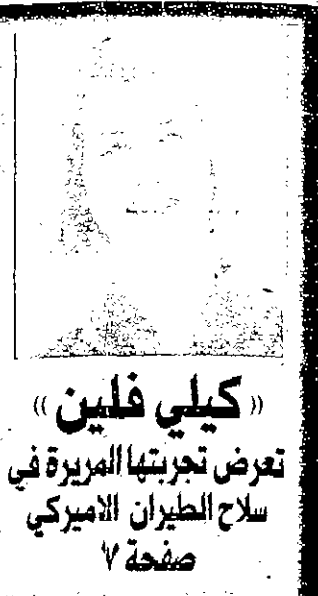 « كيلي فلين »
تعرض تجربتها المريرة في
سلاح الطيران الاميركي
صفحة ٧